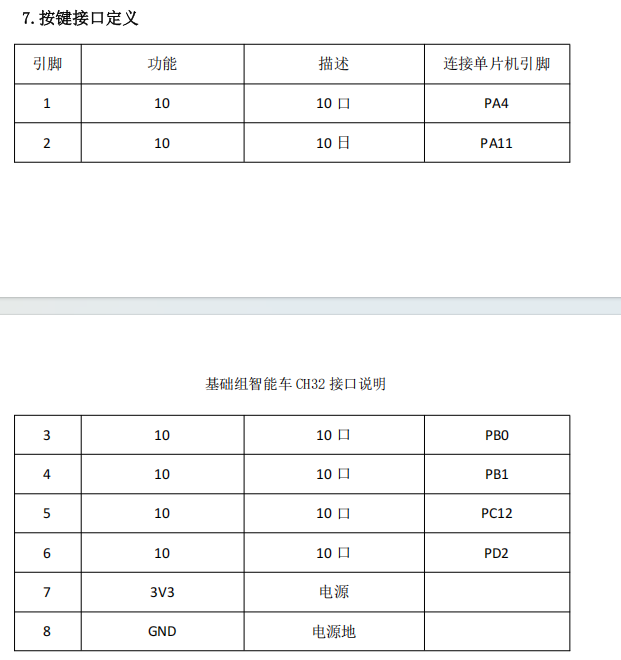 7.按键接口定义
引脚 功能 描述 连接单片机引脚
1 10 10 口 PA4
2 10 10 日 PA11
基础组智能车 CH32 接口说明
3 10 10 口 PB0
4 10 10 口 PB1
5 10 10 口 PC12
6 10 10 口 PD2
7 3V3 电源
8 GND 电源地